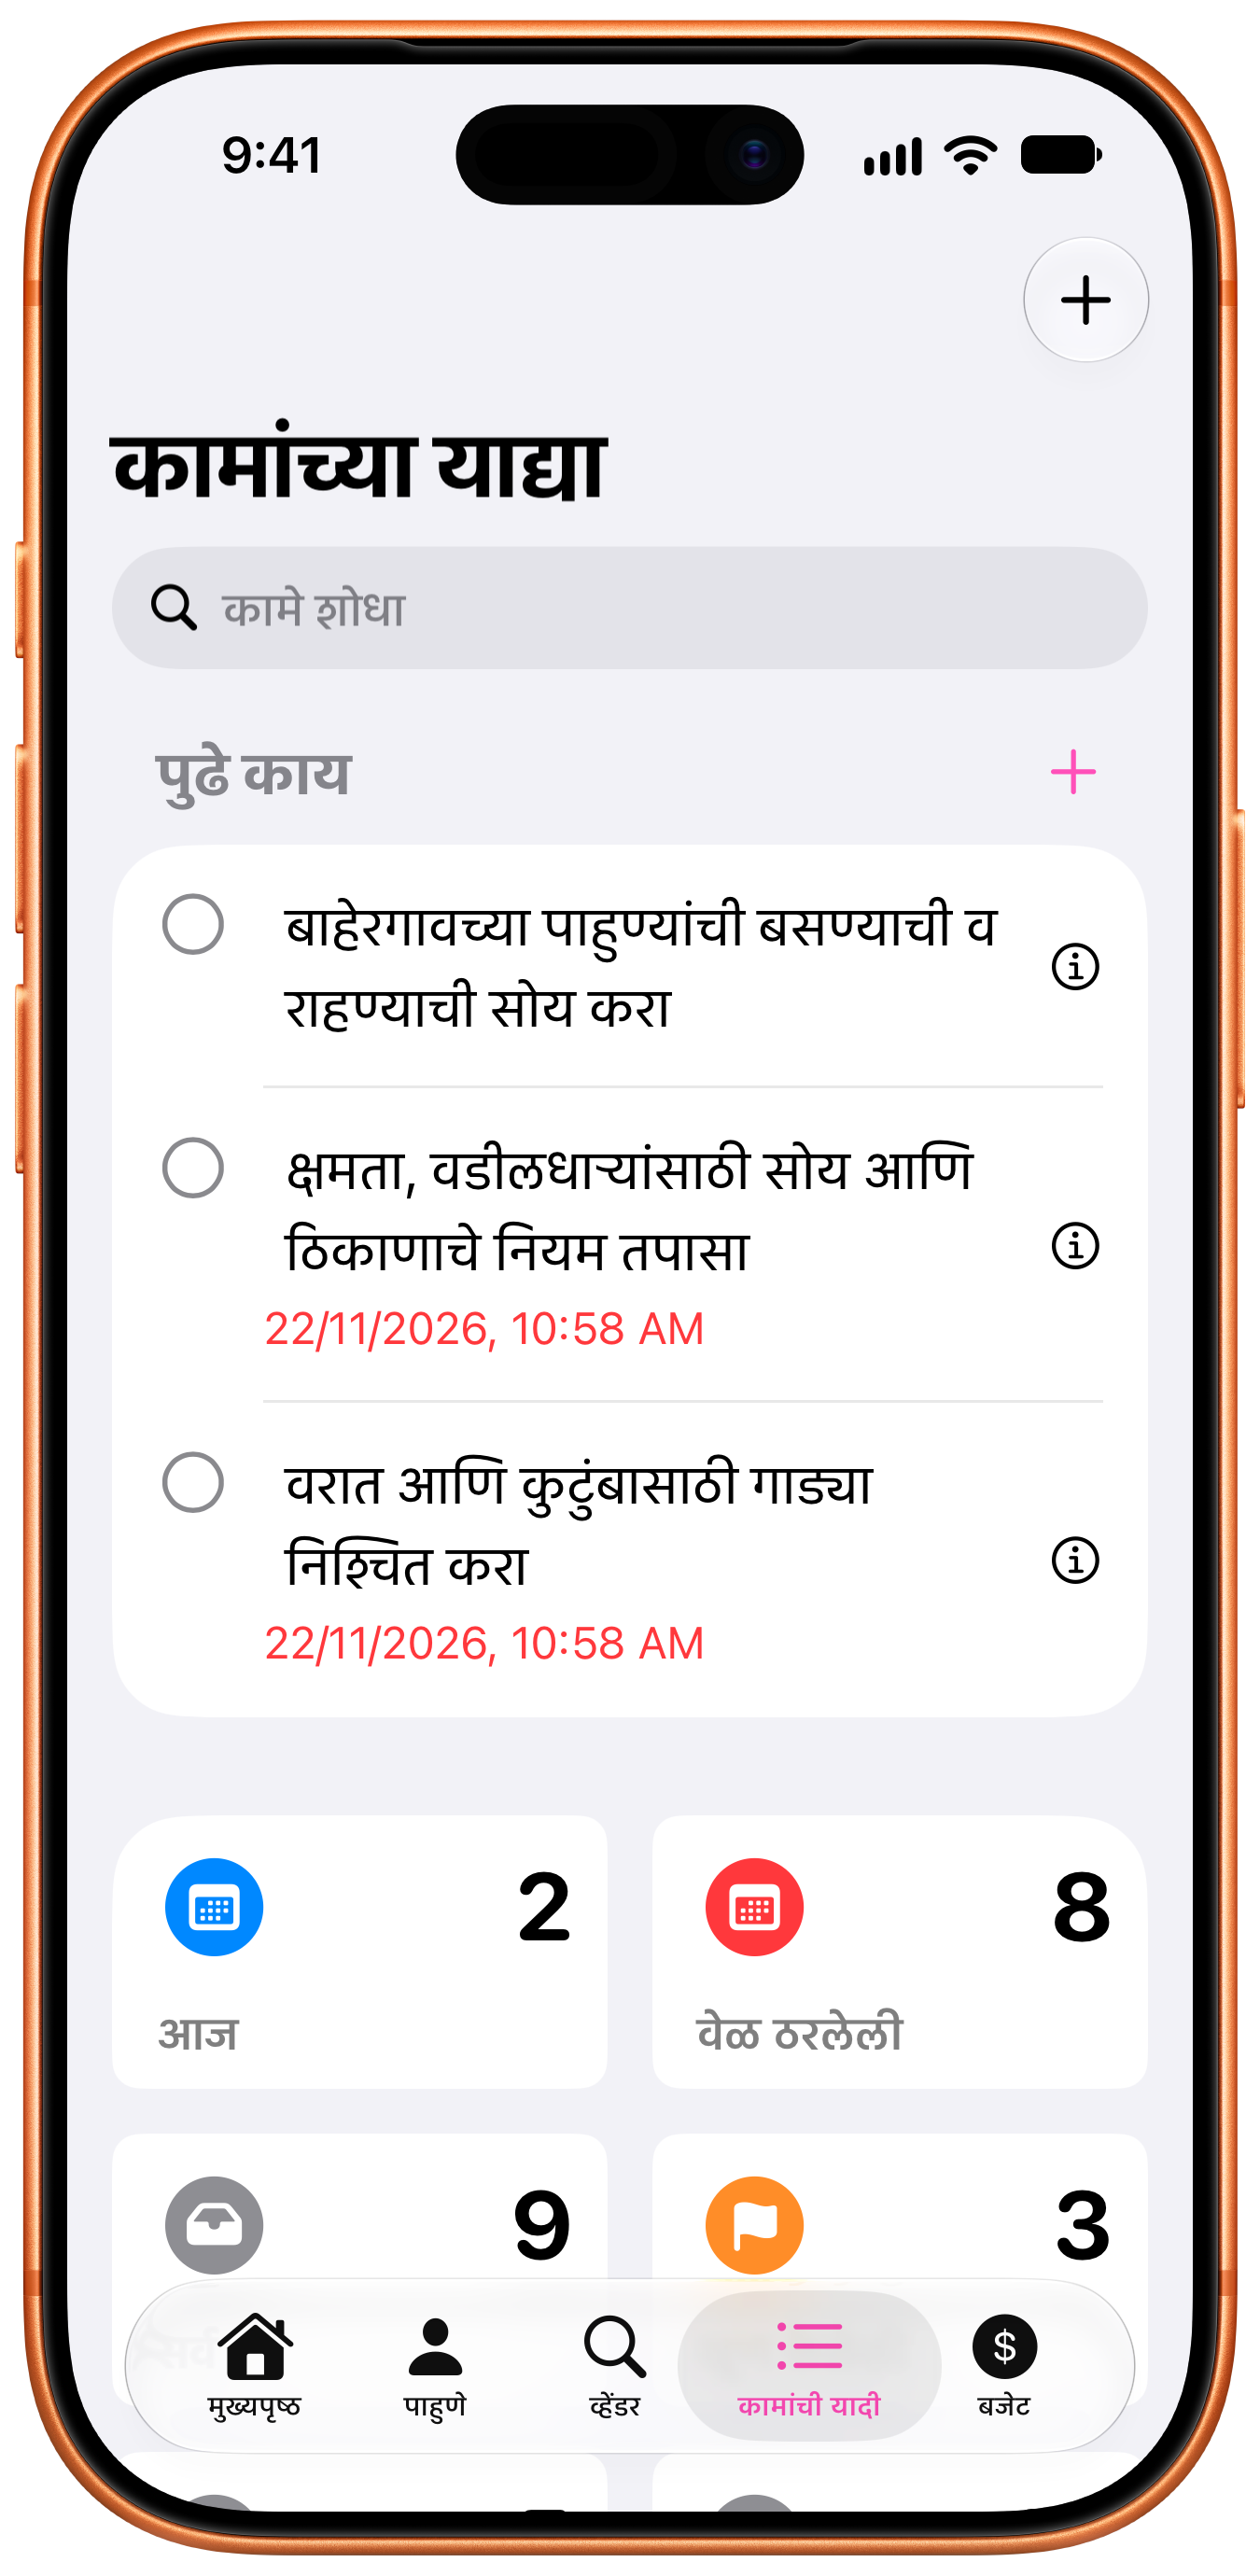 9:41
कामांच्या याद्या
कामे शोधा
पुढे काय
बाहेरगावच्या पाहुण्यांची बसण्याची व
राहण्याची सोय करा
क्षमता, वडीलधाऱ्यांसाठी सोय आणि
ठिकाणाचे नियम तपासा
22/11/2026, 10:58 AM
वरात आणि कुटुंबासाठी गाड्या
निश्चित करा
22/11/2026, 10:58 AM
2
8
आज
वेळ ठरलेली
9
3
सर्व
मुख्यपृष्ठ
पाहुणे
व्हेंडर
कामांची यादी
बजेट